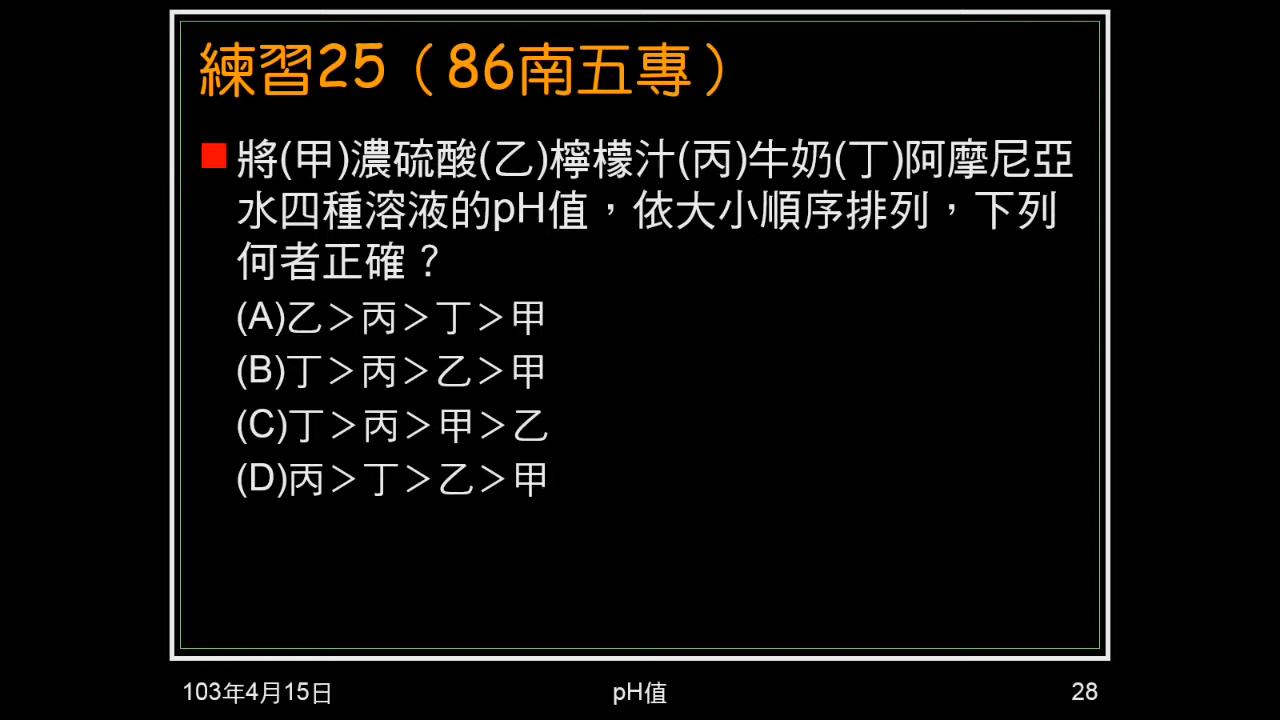 練習25（86南五專）
將(甲)濃硫酸(乙)檸檬汁(丙)牛奶(丁)阿摩尼亞
水四種溶液的pH值，依大小順序排列，下列
何者正確？
(A)乙＞丙＞丁＞甲
(B)丁＞丙＞乙＞甲
(C)丁＞丙＞甲＞乙
(D)丙＞丁＞乙＞甲
103年4月15日
pH值
28